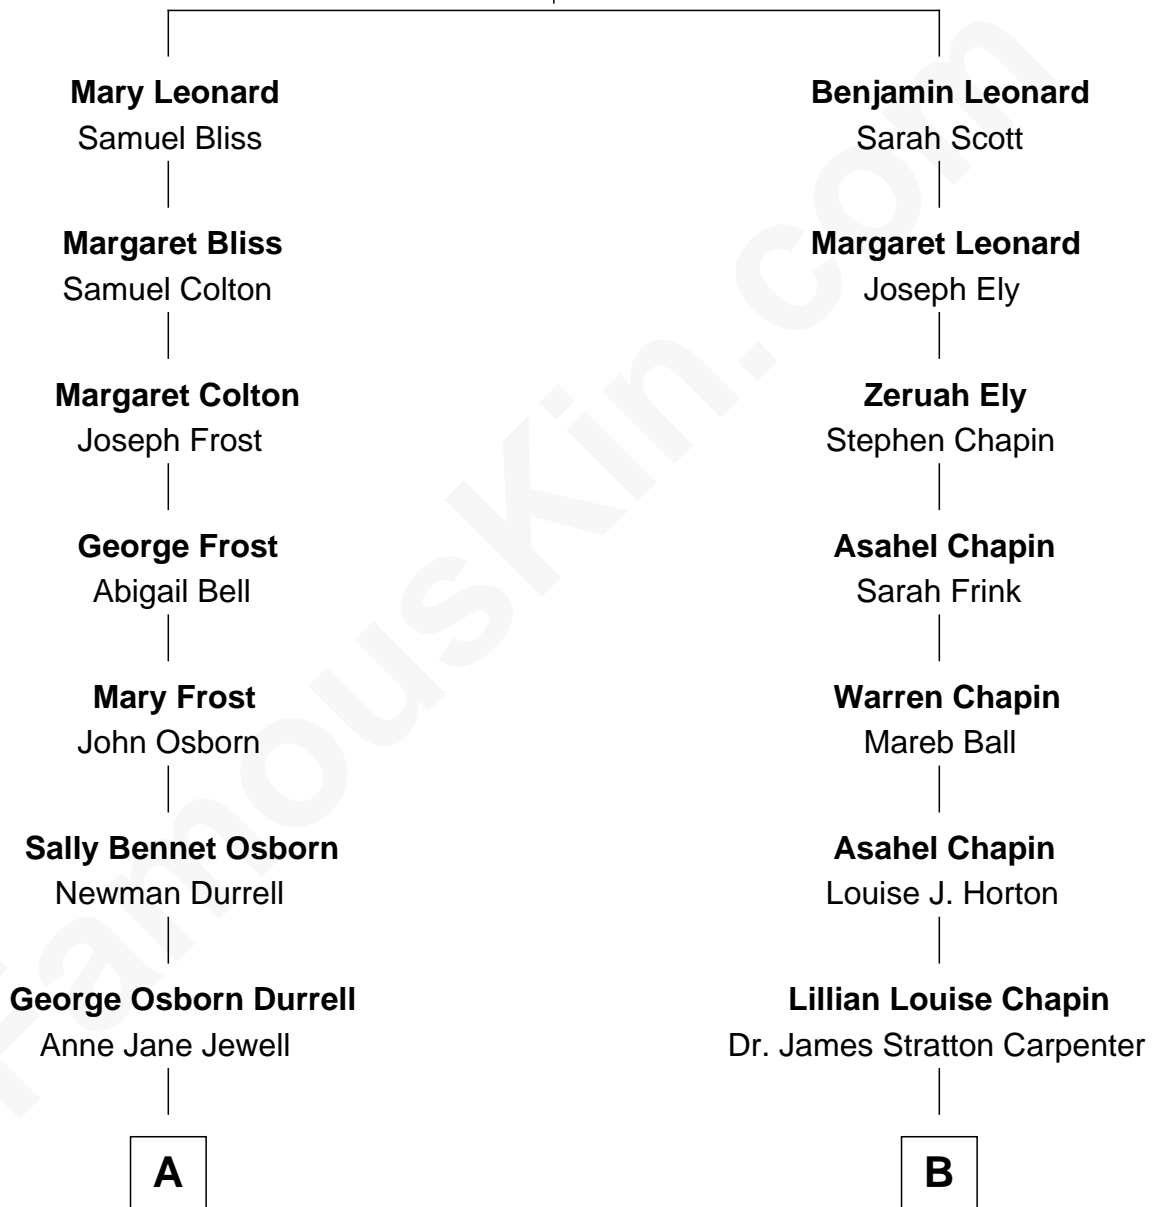 Mary Leonard
Samuel Bliss
Margaret Bliss
Samuel Colton
Margaret Colton
Joseph Frost
George Frost
Abigail Bell
Mary Frost
John Osborn
Sally Bennet Osborn
Newman Durrell
George Osborn Durrell
Anne Jane Jewell
A
Benjamin Leonard
Sarah Scott
Margaret Leonard
Joseph Ely
Zeruah Ely
Stephen Chapin
Asahel Chapin
Sarah Frink
Warren Chapin
Mareb Ball
Asahel Chapin
Louise J. Horton
Lillian Louise Chapin
Dr. James Stratton Carpenter
B
FamousKin.com